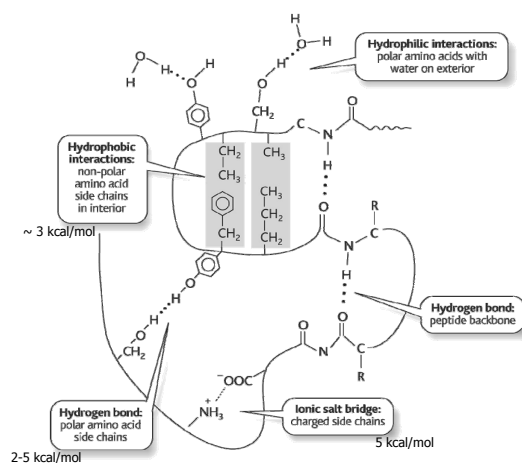 H
O
H
H
O
H
O
H
H
O
Hydrophilic interactions:
polar amino acids with
water on exterior
CH₂
C
N
H
O
C
Hydrophobic
interactions:
non-polar
amino acid
side chains
in interior
~ 3 kcal/mol
CH₂
CH₃
CH₃
CH₃
CH₂
CH₂
CH₂
O
C
N
H
C
R
H
O
H
O
CH₂
Hydrogen bond:
peptide backbone
O
C
N
O
C
C
R
⁻OOC
+
NH₃
Hydrogen bond:
polar amino acid
side chains
2-5 kcal/mol
Ionic salt bridge:
charged side chains
5 kcal/mol